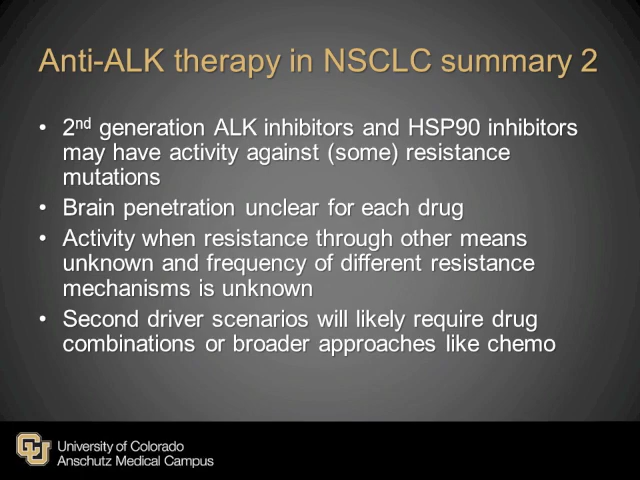 Anti-ALK therapy in NSCLC summary 2
• 2nd generation ALK inhibitors and HSP90 inhibitors
may have activity against (some) resistance
mutations
• Brain penetration unclear for each drug
• Activity when resistance through other means
unknown and frequency of different resistance
mechanisms is unknown
• Second driver scenarios will likely require drug
combinations or broader approaches like chemo
CU
University of Colorado
Anschutz Medical Campus